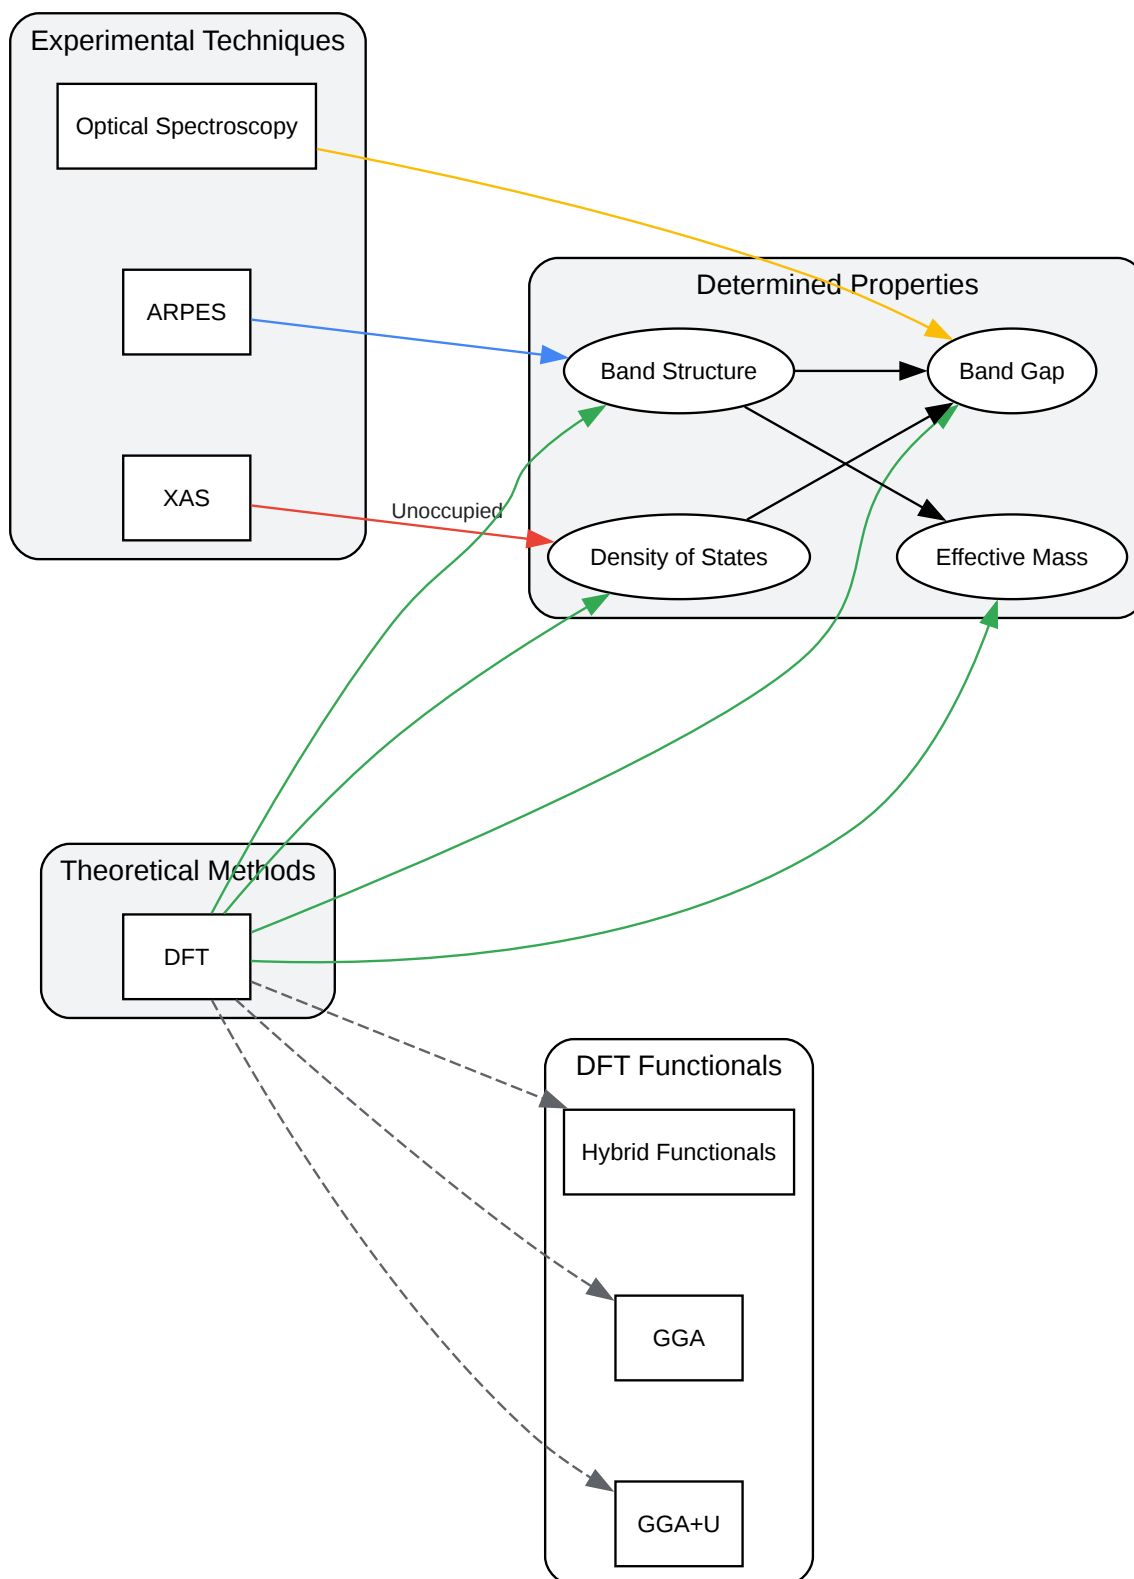 Experimental Techniques
Optical Spectroscopy
ARPES
XAS
Unoccupied
Determined Properties
Band Structure
Band Gap
Density of States
Effective Mass
Theoretical Methods
DFT
DFT Functionals
Hybrid Functionals
GGA
GGA+U